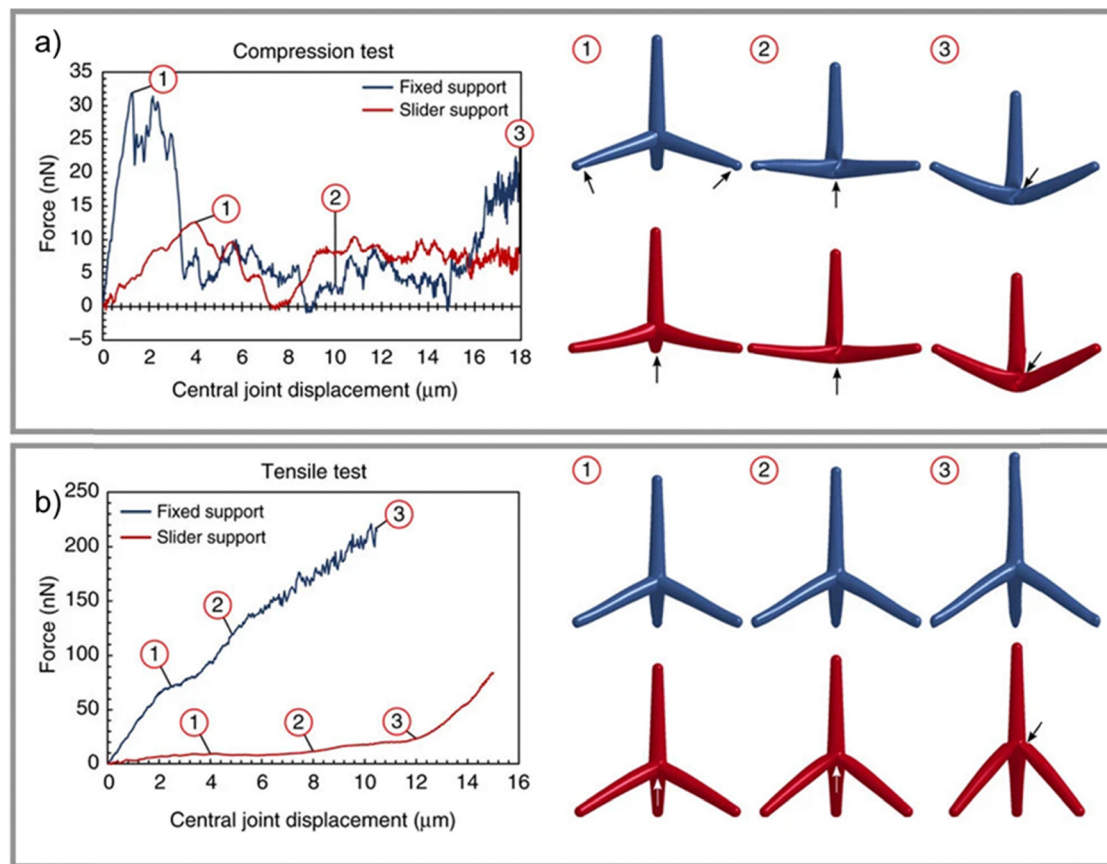 a)
Compression test
Fixed support
Slider support
Force (nN)
35
30
25
20
15
10
5
0
–5
0 2 4 6 8 10 12 14 16 18
Central joint displacement (μm)
1
1
2
3
1 2 3
b)
Tensile test
Fixed support
Slider support
Force (nN)
250
200
150
100
50
0
0 2 4 6 8 10 12 14 16
Central joint displacement (μm)
1
2
3
1
2
3
1 2 3